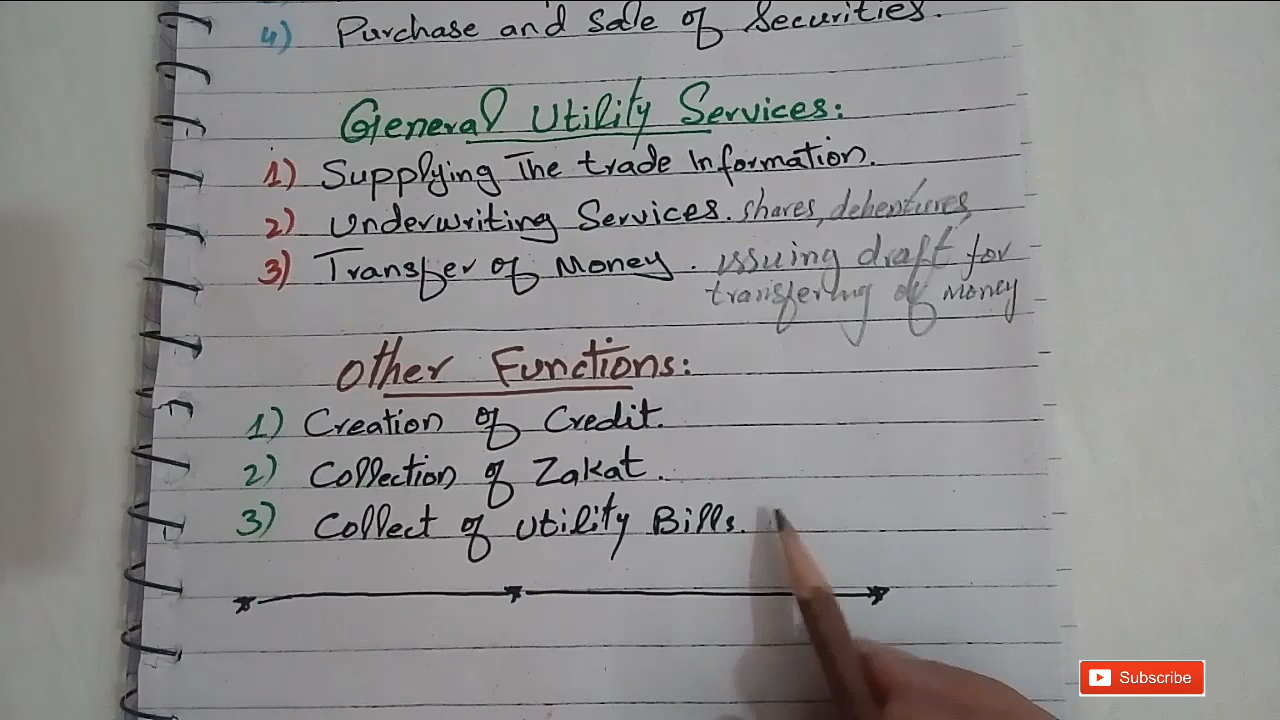 4) Purchase and Sale of Securities.
General Utility Services:
1) Supplying The trade Information.
2) Underwriting Services. shares, debentures,
3) Transfer of Money. issuing draft for
transferring of money
Other Functions:
1) Creation of Credit.
2) Collection of Zakat.
3) Collect of Utility Bills.
Subscribe